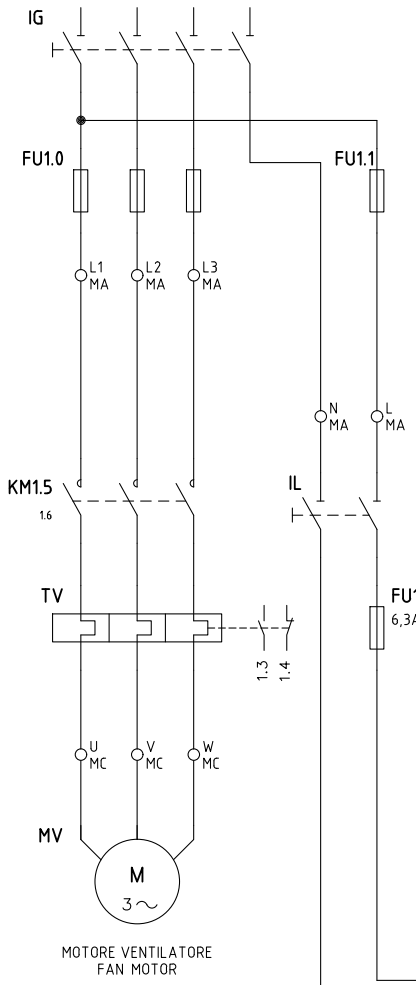 IG
FU1.0
FU1.1
L1
MA
L2
MA
L3
MA
N
MA
L
MA
KM1.5
1.6
IL
TV
FU1
6,3A
1.3
1.4
U
MC
V
MC
W
MC
MV
M
3~
MOTORE VENTILATORE
FAN MOTOR